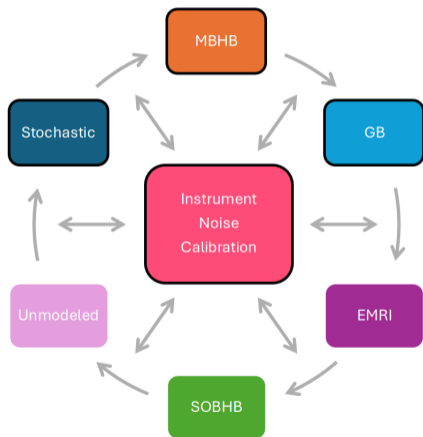 MBHB
Stochastic
GB
Instrument
Noise
Calibration
Unmodeled
EMRI
SOBHB